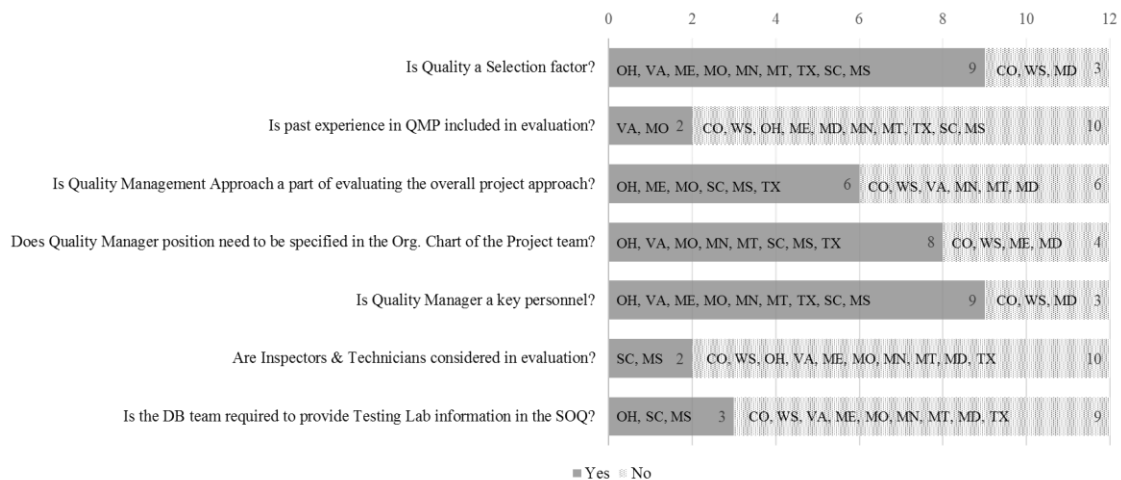 0 2 4 6 8 10 12
Is Quality a Selection factor? OH, VA, ME, MO, MN, MT, TX, SC, MS 9 CO, WS, MD 3
Is past experience in QMP included in evaluation? VA, MO 2 CO, WS, OH, ME, MD, MN, MT, TX, SC, MS 10
Is Quality Management Approach a part of evaluating the overall project approach? OH, ME, MO, SC, MS, TX 6 CO, WS, VA, MN, MT, MD 6
Does Quality Manager position need to be specified in the Org. Chart of the Project team? OH, VA, MO, MN, MT, SC, MS, TX 8 CO, WS, ME, MD 4
Is Quality Manager a key personnel? OH, VA, ME, MO, MN, MT, TX, SC, MS 9 CO, WS, MD 3
Are Inspectors & Technicians considered in evaluation? SC, MS 2 CO, WS, OH, VA, ME, MO, MN, MT, MD, TX 10
Is the DB team required to provide Testing Lab information in the SOQ? OH, SC, MS 3 CO, WS, VA, ME, MO, MN, MT, MD, TX 9
Yes No